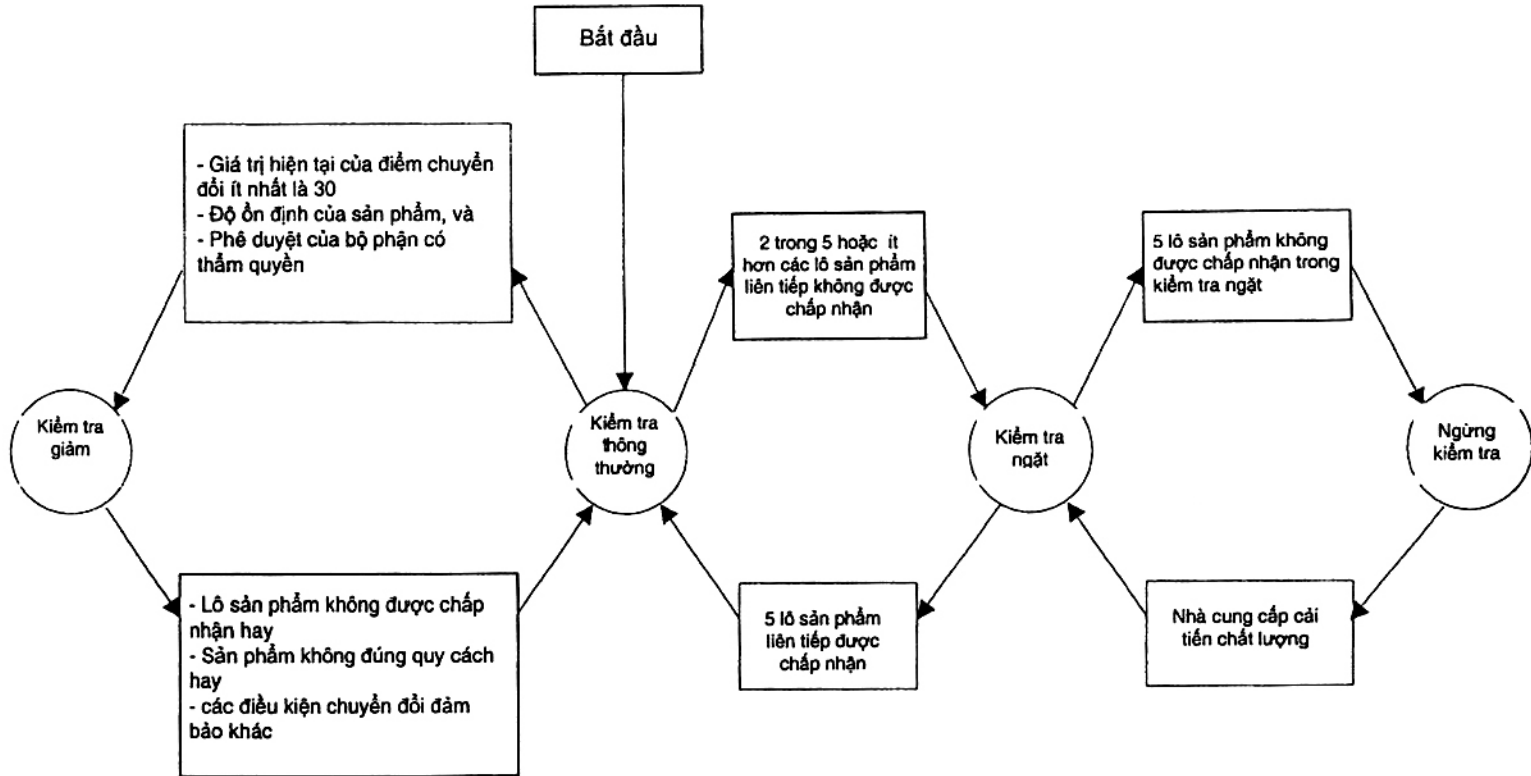 Bắt đầu
- Giá trị hiện tại của điểm chuyển
đổi ít nhất là 30
- Độ ổn định của sản phẩm, và
- Phê duyệt của bộ phận có
thẩm quyền
2 trong 5 hoặc ít
hơn các lô sản phẩm
liên tiếp không được
chấp nhận
5 lô sản phẩm không
được chấp nhận trong
kiểm tra ngặt
Kiểm tra
giảm
Kiểm tra
thông
thường
Kiểm tra
ngặt
Ngừng
kiểm tra
- Lô sản phẩm không được chấp
nhận hay
- Sản phẩm không đúng quy cách
hay
- các điều kiện chuyển đổi đảm
bảo khác
5 lô sản phẩm
liên tiếp được
chấp nhận
Nhà cung cấp cải
tiến chất lượng